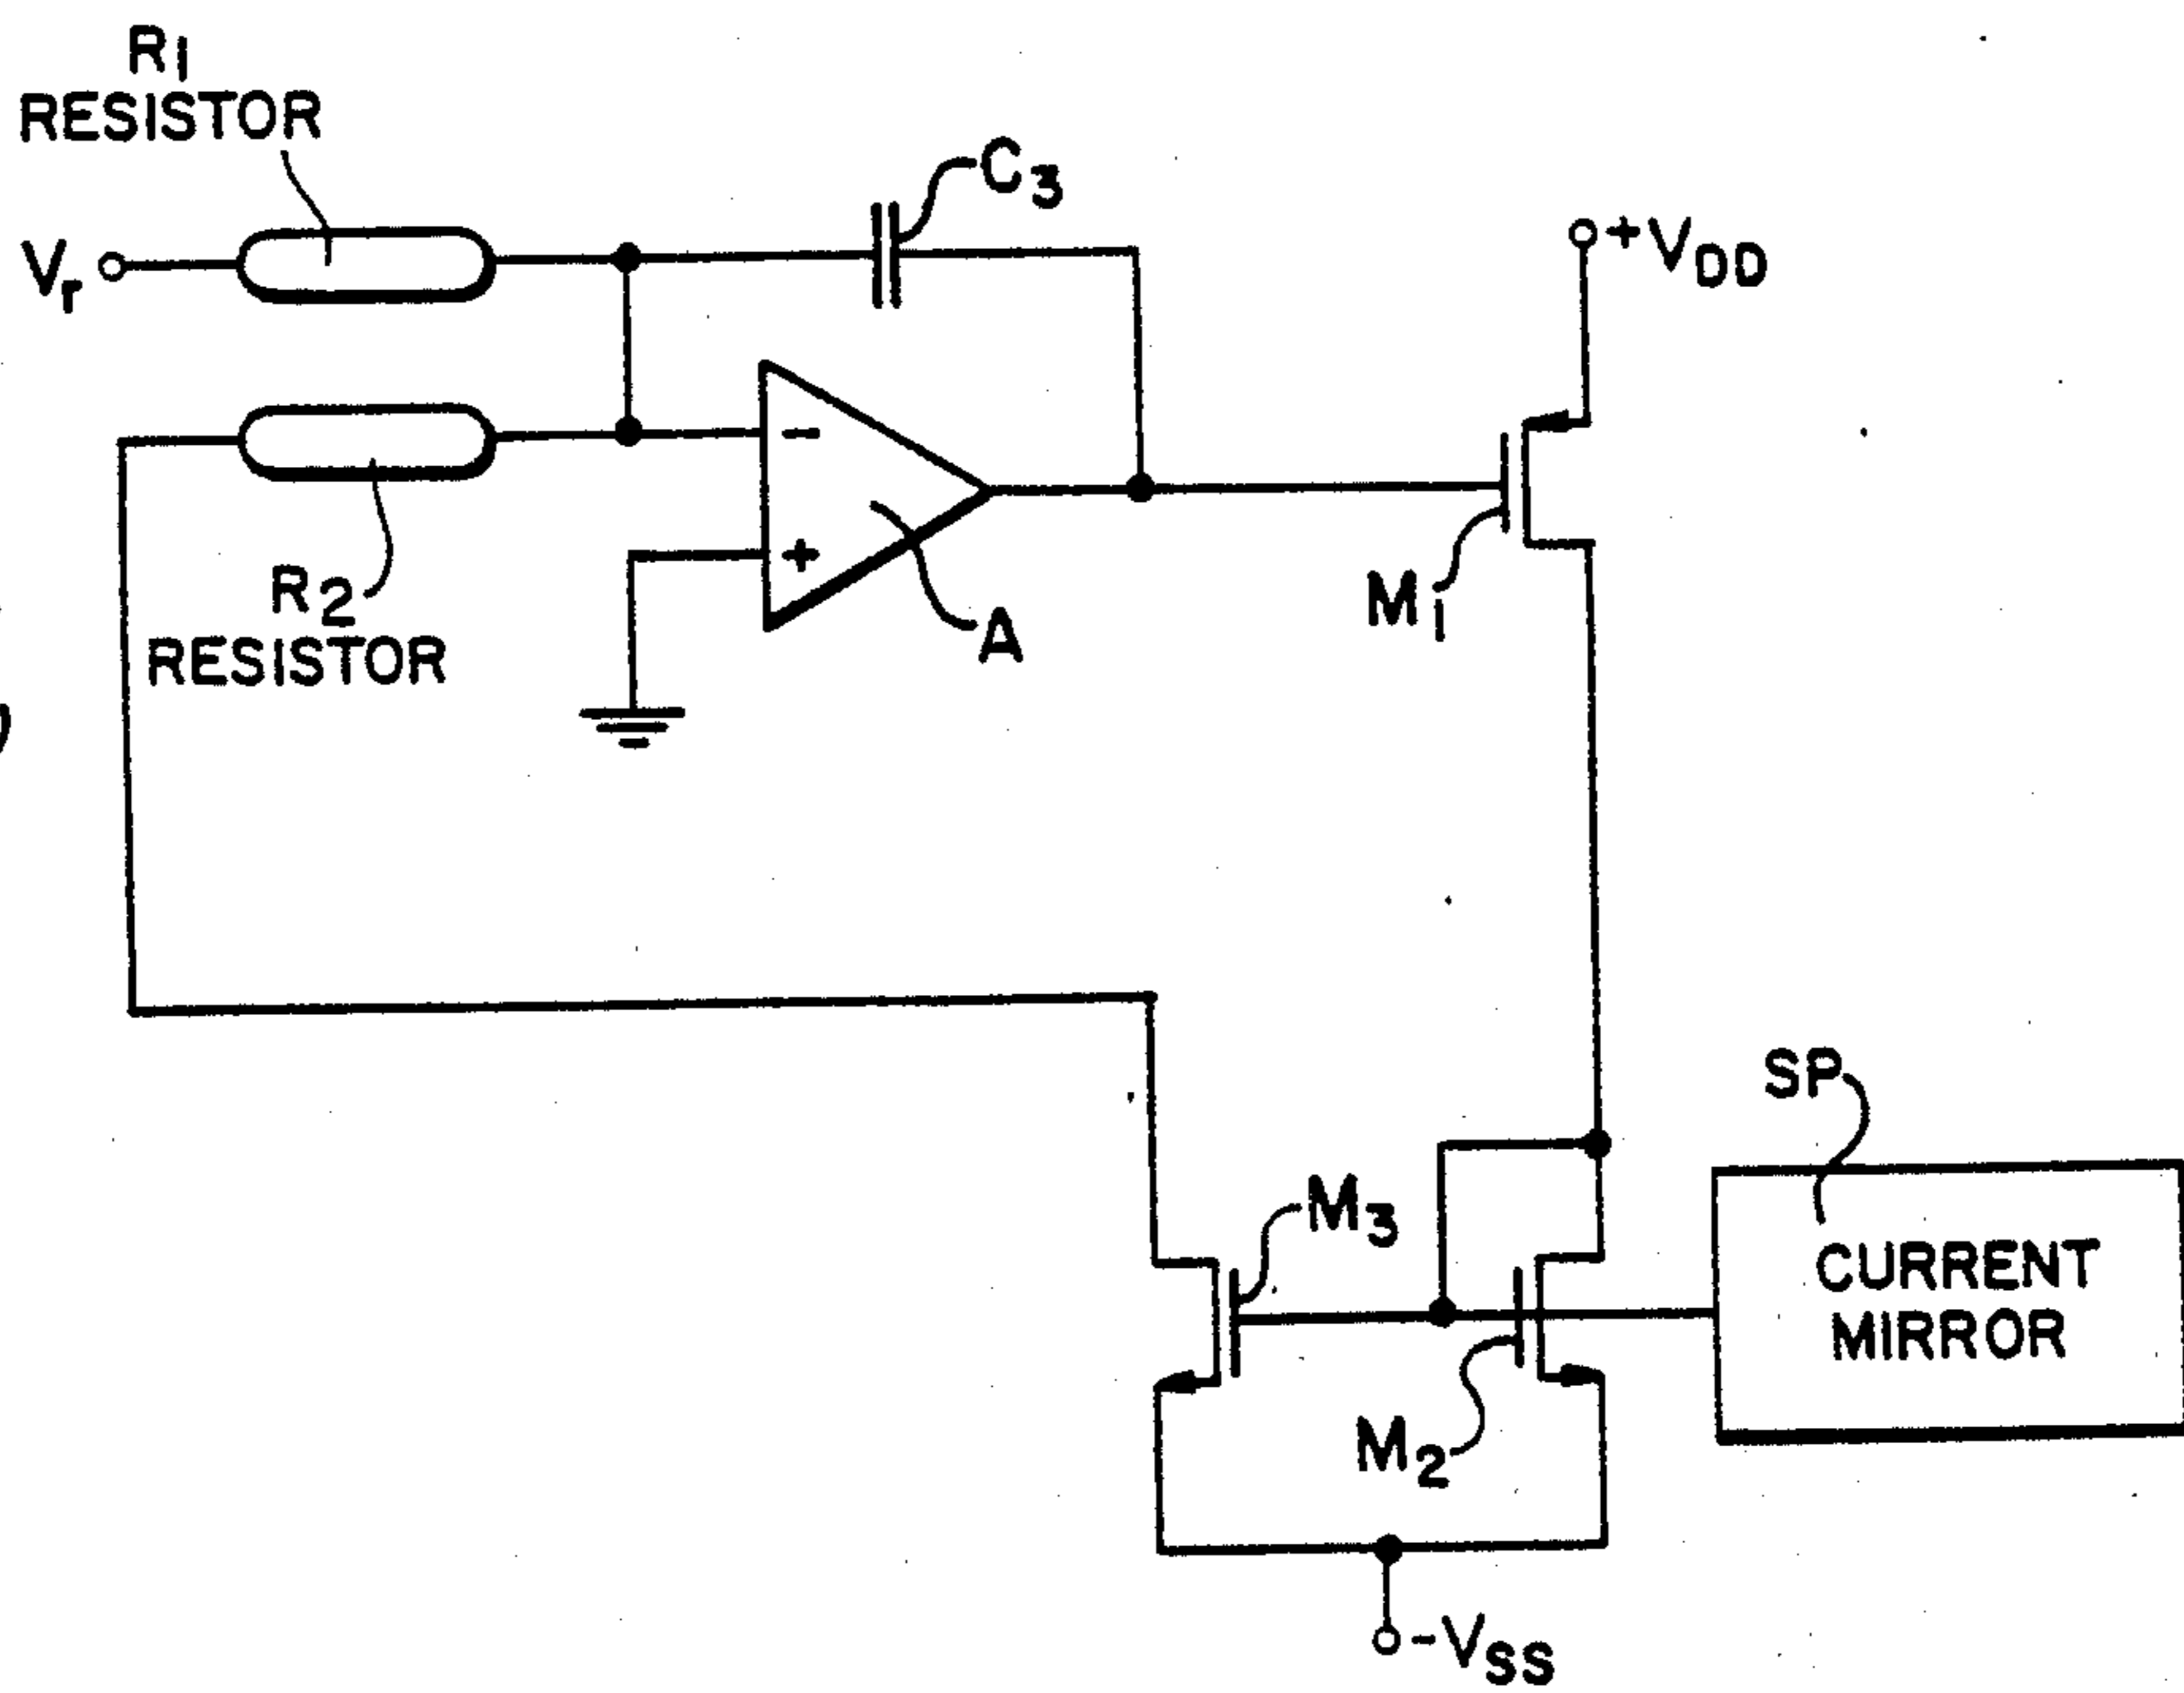 R1
RESISTOR
C3
Vr
+VDD
-
+
R2
RESISTOR
A
M1
SP
M3
CURRENT
MIRROR
M2
-VSS